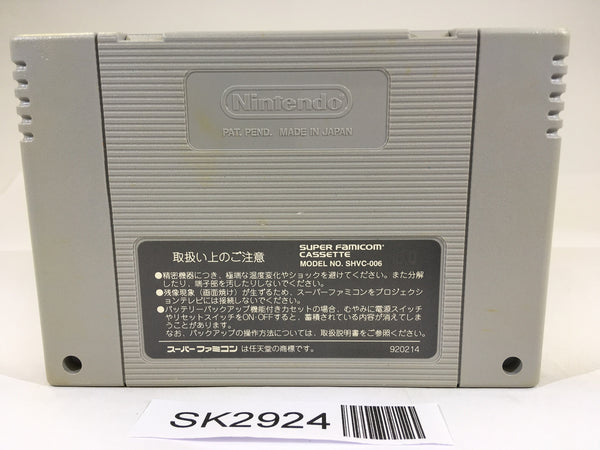 Nintendo
PAT. PEND. MADE IN JAPAN
取扱い上のご注意
SUPER FAMICOM
CASSETTE
MODEL NO. SHVC-006
●精密機器につき、極端な温度変化やショックを避けてください。また分解
したり、端子部を汚したりしないでください。
●残像現象（画面焼け）が生ずるため、スーパーファミコンをプロジェクシ
ョンテレビには接続しないでください。
●バッテリーバックアップ機能付きカセットの場合、むやみに電源スイッチ
やリセットスイッチをON・OFFすると、蓄積されている内容が消えてしま
うことがあります。
なお、バックアップの操作方法については、取扱説明書をご参照ください。
スーパーファミコン は任天堂の商標です。
920214
SK2924